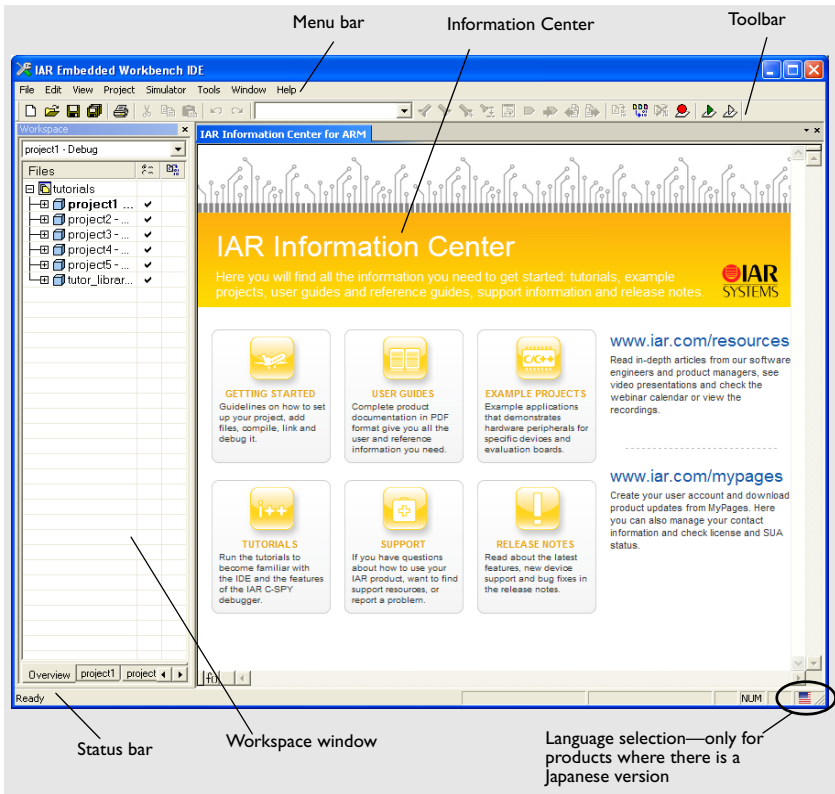 Menu bar
Information Center
Toolbar
IAR Embedded Workbench IDE
File Edit View Project Simulator Tools Window Help
Workspace
IAR Information Center for ARM
project1 - Debug
Files
tutorials
project1 ...
project2 - ...
project3 - ...
project4 - ...
project5 - ...
tutor_librar...
IAR Information Center
Here you will find all the information you need to get started: tutorials, example
projects, user guides and reference guides, support information and release notes.
IAR
SYSTEMS
GETTING STARTED
Guidelines on how to set
up your project, add
files, compile, link and
debug it.
USER GUIDES
Complete product
documentation in PDF
format give you all the
user and reference
information you need.
C/C++
EXAMPLE PROJECTS
Example applications
that demonstrates
hardware peripherals for
specific devices and
evaluation boards.
www.iar.com/resources
Read in-depth articles from our software
engineers and product managers, see
video presentations and check the
webinar calendar or view the
recordings.
i++
TUTORIALS
Run the tutorials to
become familiar with
the IDE and the features
of the IAR C-SPY
debugger.
SUPPORT
If you have questions
about how to use your
IAR product, want to find
support resources, or
report a problem.
RELEASE NOTES
Read about the latest
features, new device
support and bug fixes in
the release notes.
www.iar.com/mypages
Create your user account and download
product updates from MyPages. Here
you can also manage your contact
information and check license and SUA
status.
Overview project1 project
Ready
NUM
Status bar
Workspace window
Language selection—only for
products where there is a
Japanese version